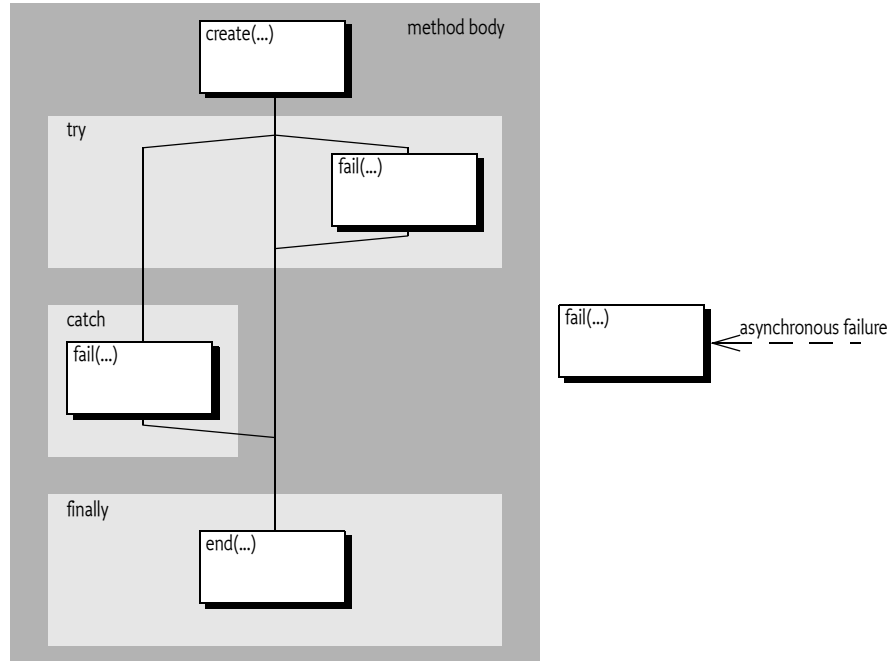 create(...)
method body
try
fail(...)
catch
fail(...)
fail(...)
asynchronous failure
finally
end(...)